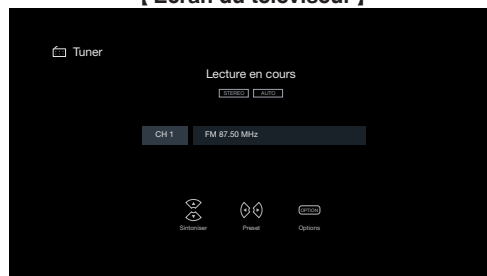 【 Écran du téléviseur 】
Tuner
Lecture en cours
STEREO AUTO
CH 1 FM 87.50 MHz
OPTION
Sintoniser Preset Options